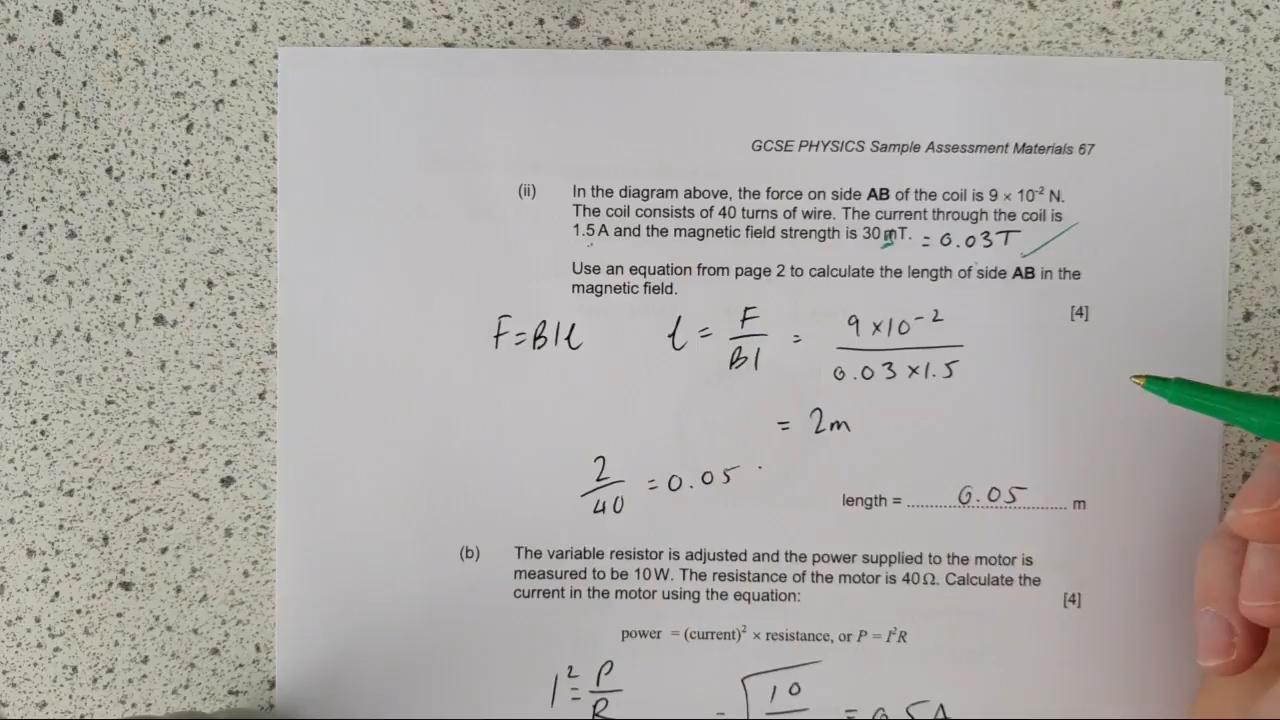 GCSE PHYSICS Sample Assessment Materials 67
(ii) In the diagram above, the force on side AB of the coil is 9 × 10⁻² N.
The coil consists of 40 turns of wire. The current through the coil is
1.5 A and the magnetic field strength is 30 mT. = 0.03T ✓
Use an equation from page 2 to calculate the length of side AB in the
magnetic field.
[4]
F=BIl l = F/BI = 9×10⁻²/0.03×1.5
= 2m
2/40 = 0.05
length = 0.05 m
(b) The variable resistor is adjusted and the power supplied to the motor is
measured to be 10 W. The resistance of the motor is 40 Ω. Calculate the
current in the motor using the equation:
[4]
power = (current)² × resistance, or P = I²R
I² = P/R = √10 = 0.5A